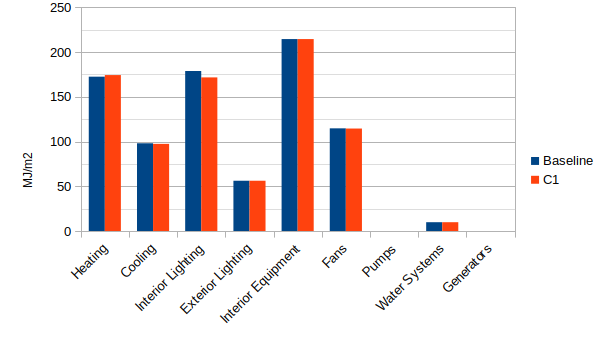 250
200
150
100
50
0
MJ/m2
Heating
Cooling
Interior Lighting
Exterior Lighting
Interior Equipment
Fans
Pumps
Water Systems
Generators
Baseline
C1